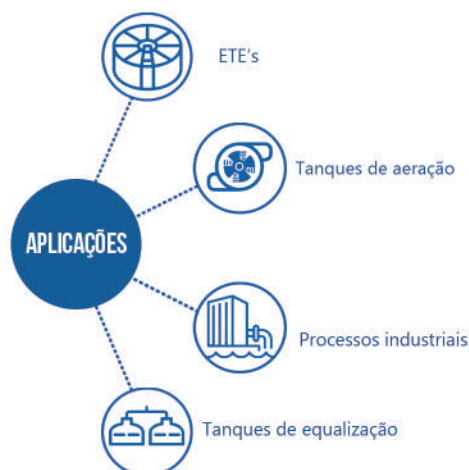 ETE's
Tanques de aeração
APLICAÇÕES
Processos industriais
Tanques de equalização